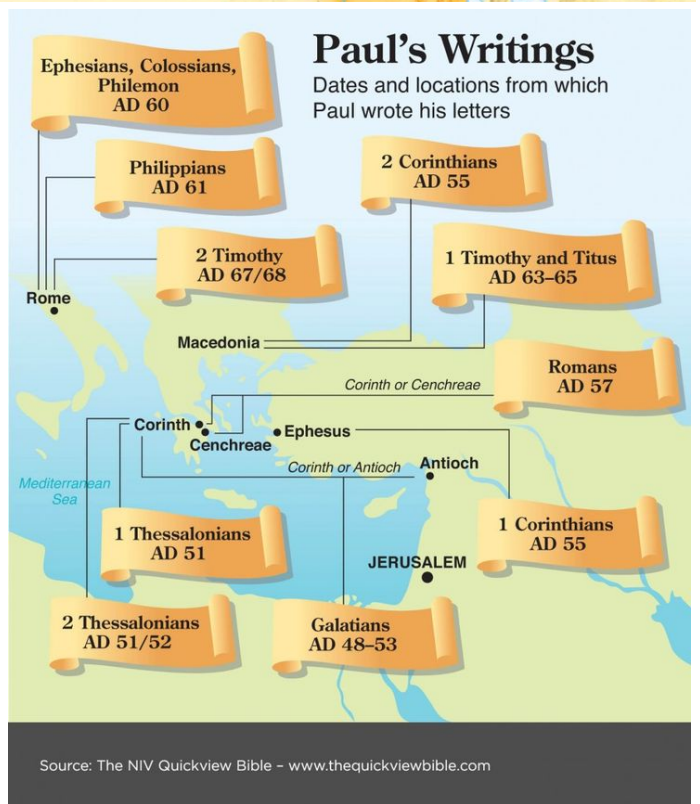 Paul's Writings
Dates and locations from which
Paul wrote his letters
Ephesians, Colossians,
Philemon
AD 60
Philippians
AD 61
2 Corinthians
AD 55
2 Timothy
AD 67/68
1 Timothy and Titus
AD 63–65
Rome
Macedonia
Romans
AD 57
Corinth or Cenchreae
Corinth
Cenchreae
Ephesus
Corinth or Antioch
Antioch
Mediterranean
Sea
1 Thessalonians
AD 51
1 Corinthians
AD 55
JERUSALEM
2 Thessalonians
AD 51/52
Galatians
AD 48–53
Source: The NIV Quickview Bible – www.thequickviewbible.com